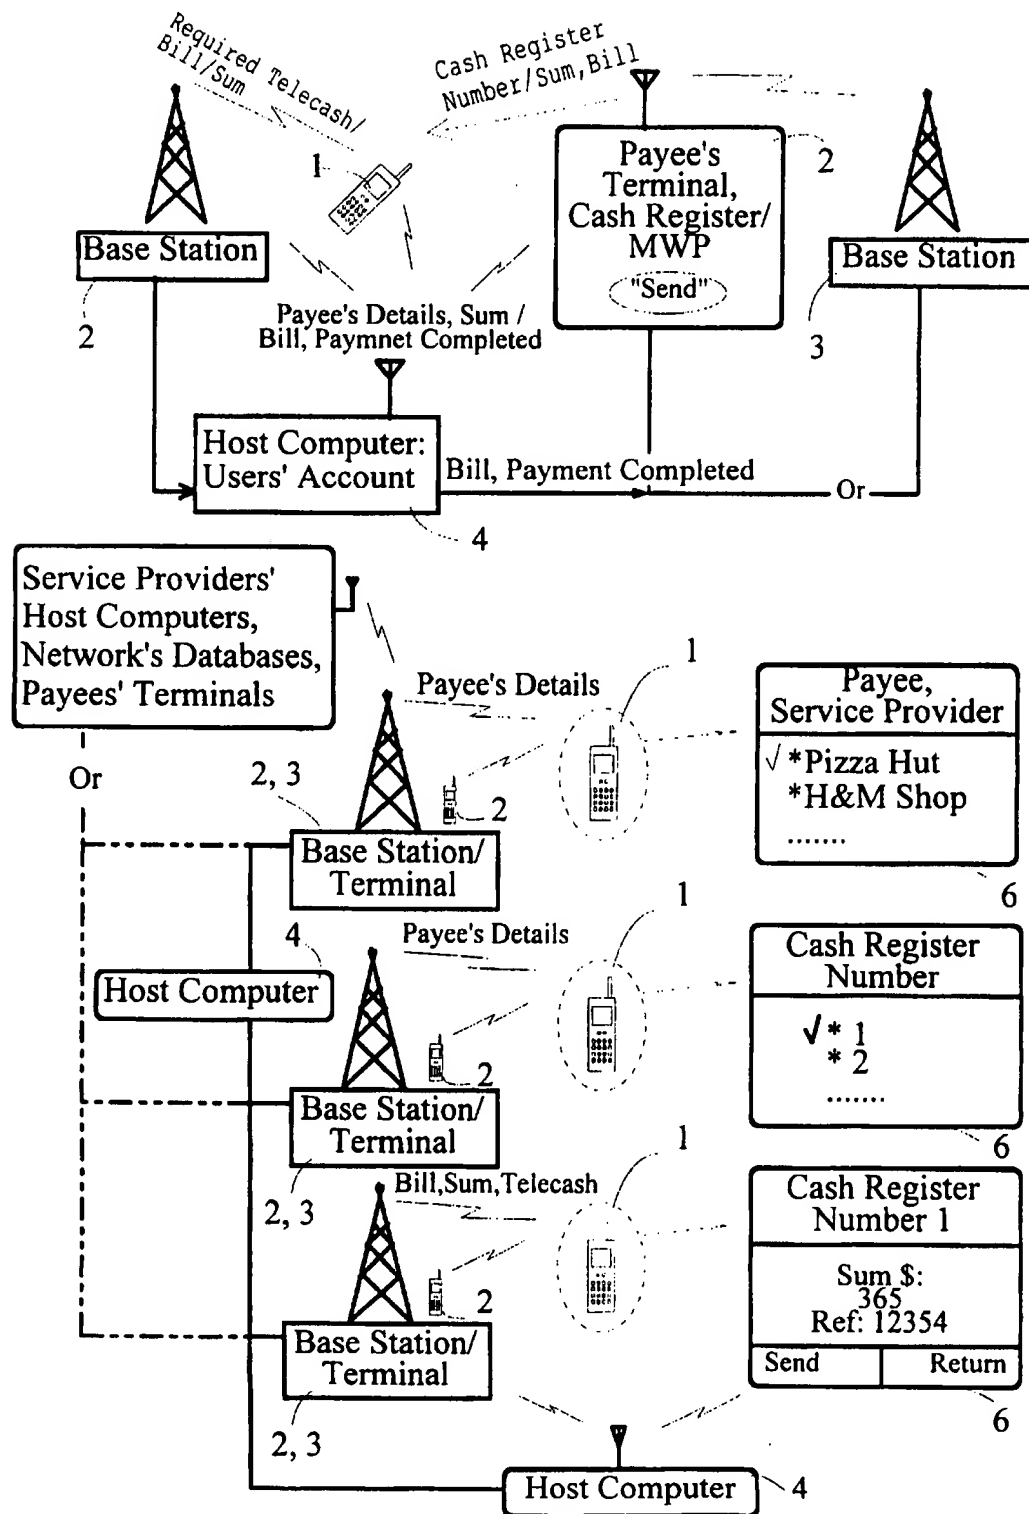 Required Telecash/
Bill/Sum
Cash Register
Number/Sum,Bill
1
Payee's
Terminal,
Cash Register/
MWP
"Send"
2
Base Station
2
Base Station
3
Payee's Details, Sum /
Bill, Paymnet Completed
Host Computer:
Users' Account
Bill, Payment Completed
Or
4
Service Providers'
Host Computers,
Network's Databases,
Payees' Terminals
Or
Payee's Details
1
Payee,
Service Provider
√ *Pizza Hut
*H&M Shop
.......
6
2, 3
2
Base Station/
Terminal
4
Host Computer
Payee's Details
1
Cash Register
Number
√ * 1
* 2
.......
6
2
Base Station/
Terminal
2, 3
Bill,Sum,Telecash
1
Cash Register
Number 1
Sum $:
365
Ref: 12354
Send Return
6
2
Base Station/
Terminal
2, 3
Host Computer
4